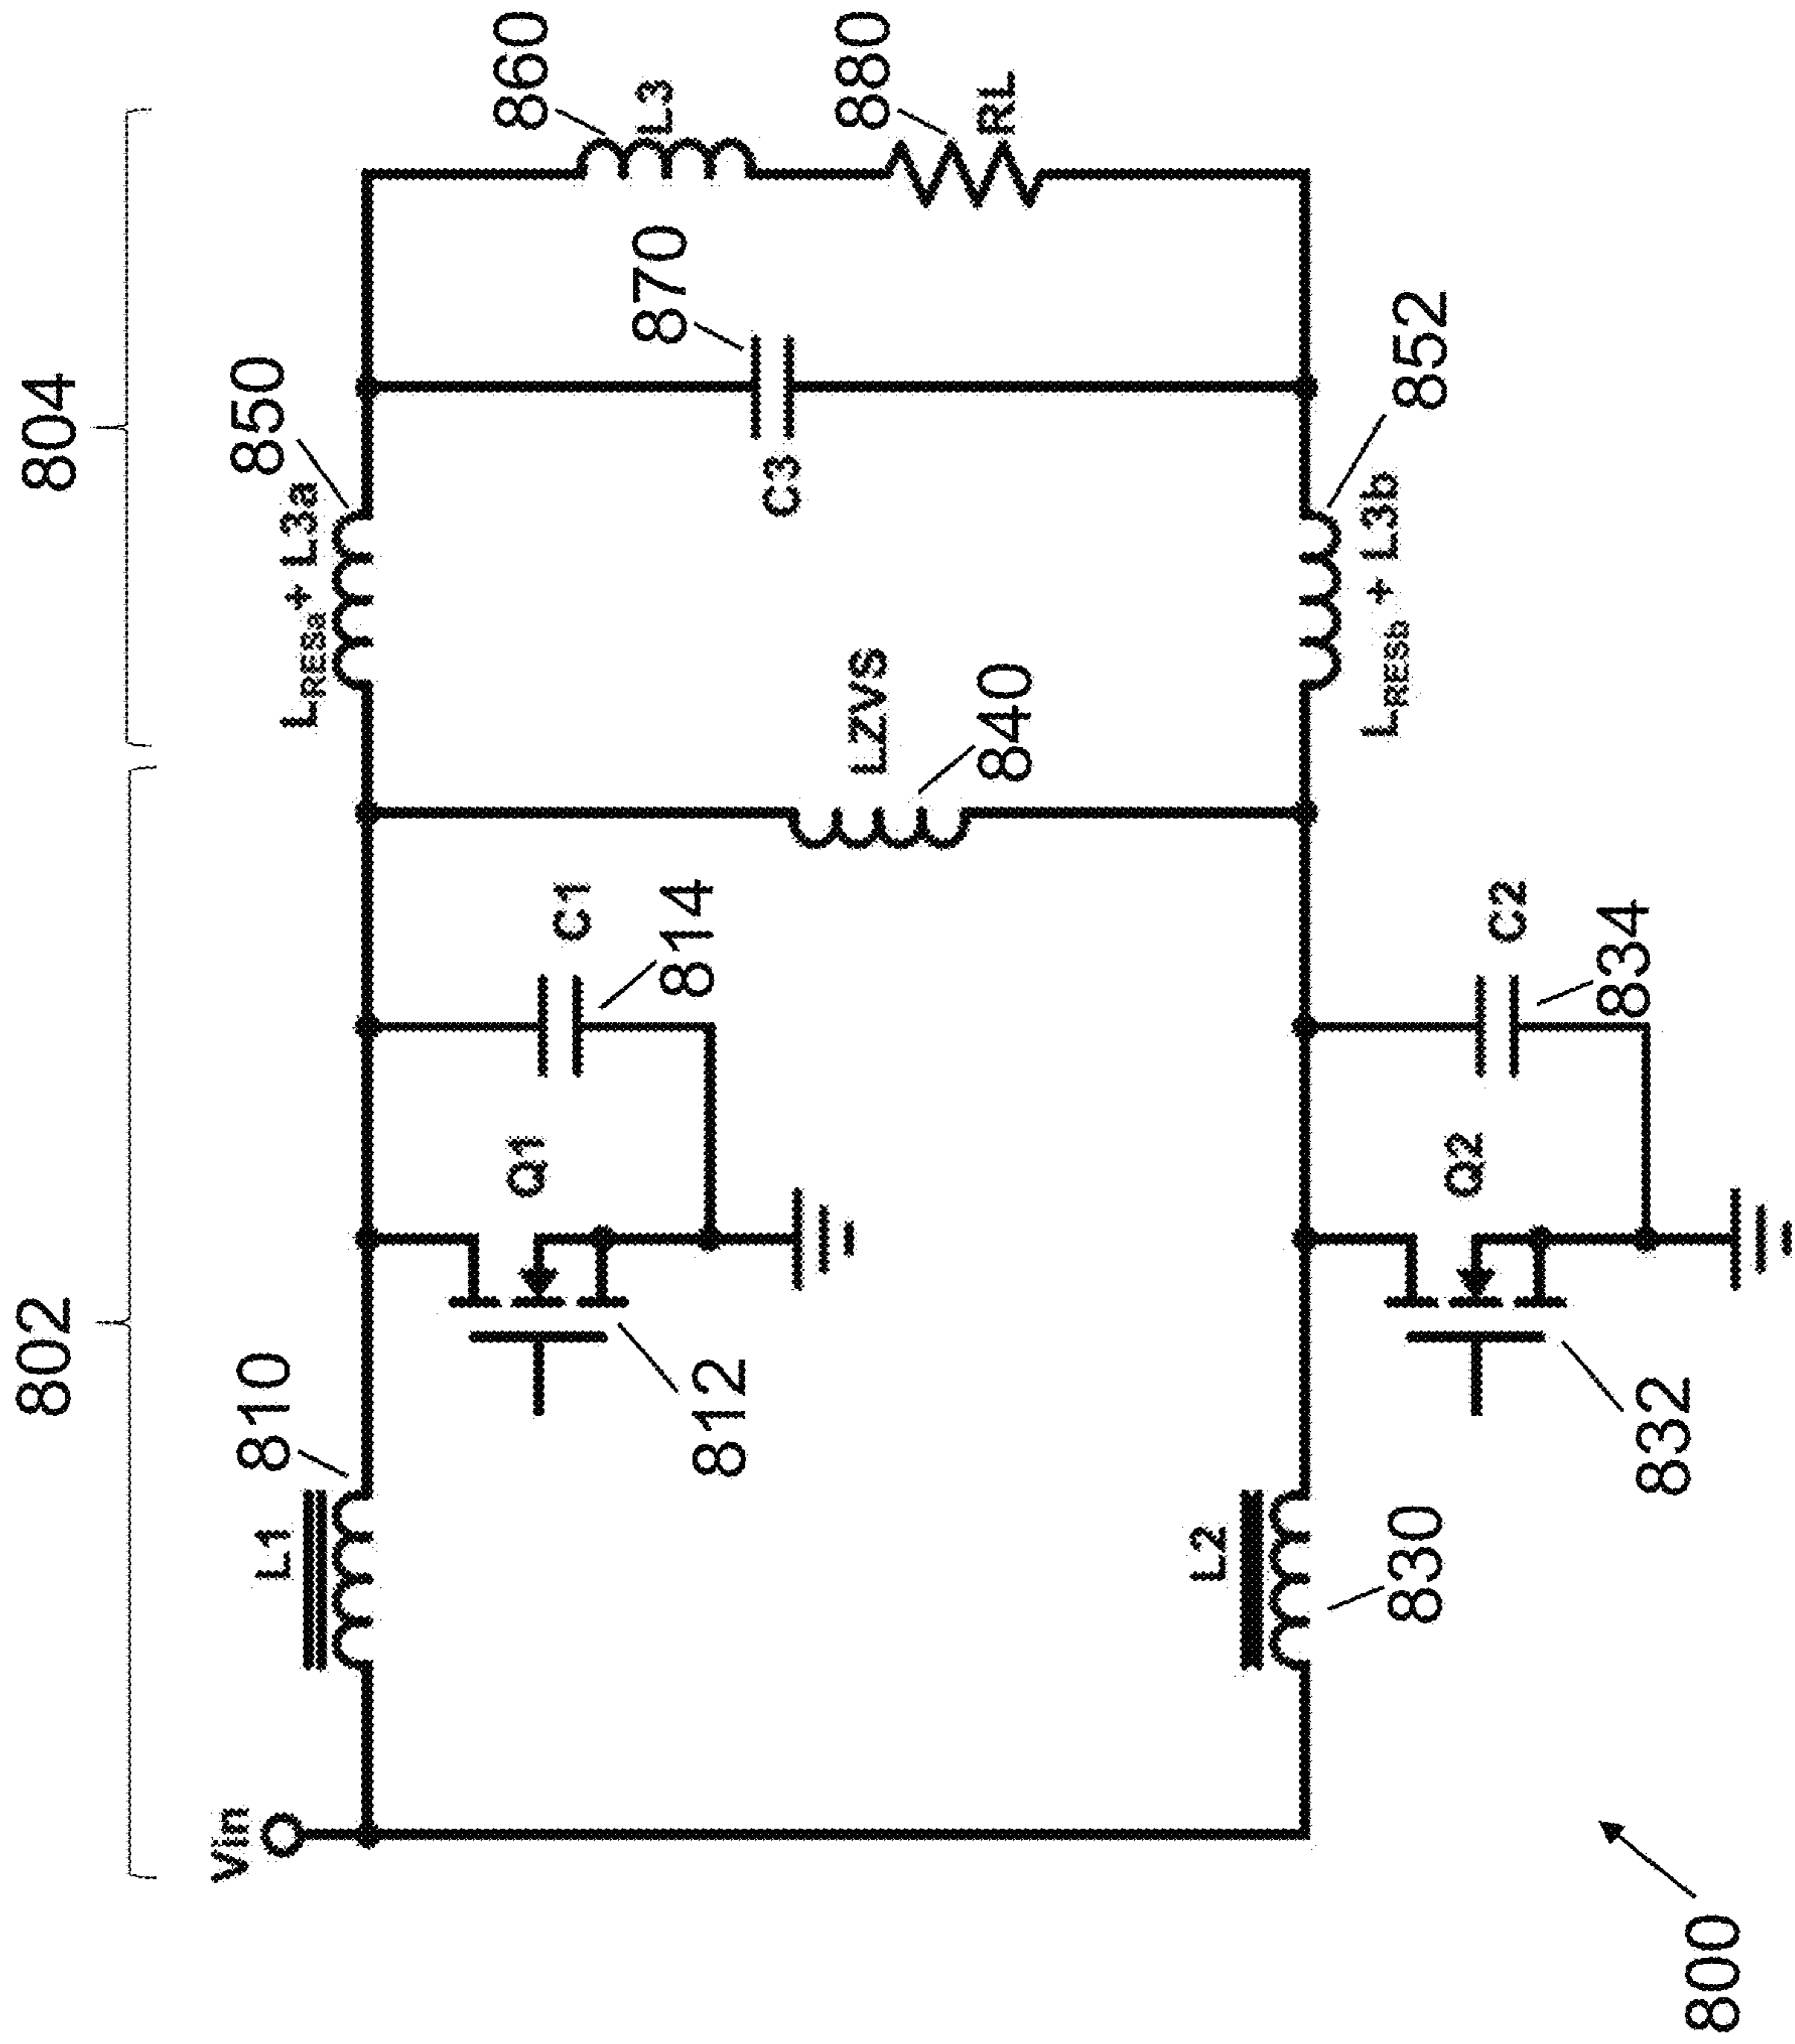 802
804
Vin
L1
810
Q1
812
C1
814
LZVS
840
LRESa + L3a
850
C3
870
860
L3
880
RL
L2
830
Q2
832
C2
834
LRESb + L3b
852
800